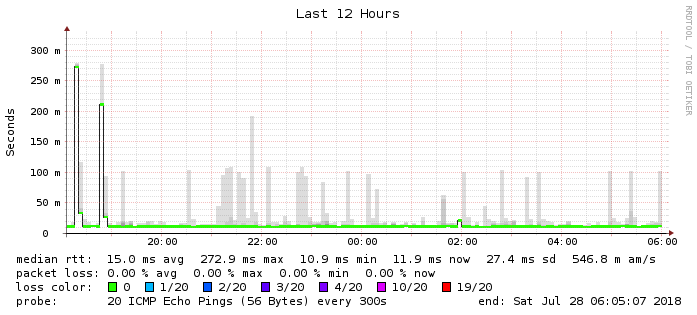 Last 12 Hours
RRDTOOL / TOBI OETIKER
Seconds
300 m
250 m
200 m
150 m
100 m
50 m
0
20:00 22:00 00:00 02:00 04:00 06:00
median rtt: 15.0 ms avg 272.9 ms max 10.9 ms min 11.9 ms now 27.4 ms sd 546.8 m am/s
packet loss: 0.00 % avg 0.00 % max 0.00 % min 0.00 % now
loss color: 0 1/20 2/20 3/20 4/20 10/20 19/20
probe: 20 ICMP Echo Pings (56 Bytes) every 300s end: Sat Jul 28 06:05:07 2018